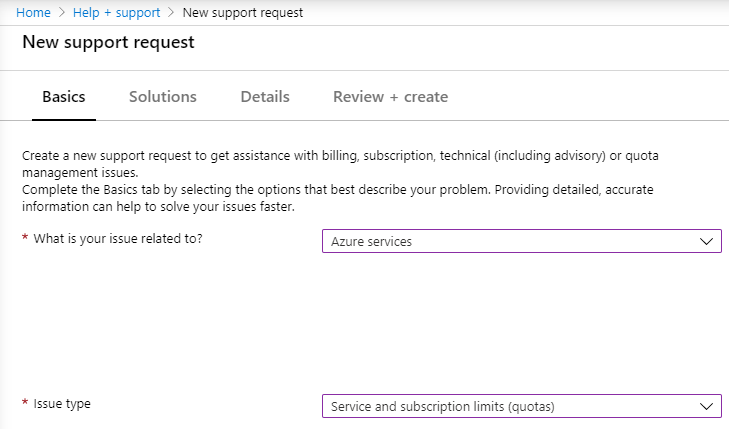 Home > Help + support > New support request
New support request
Basics Solutions Details Review + create
Create a new support request to get assistance with billing, subscription, technical (including advisory) or quota
management issues.
Complete the Basics tab by selecting the options that best describe your problem. Providing detailed, accurate
information can help to solve your issues faster.
* What is your issue related to? Azure services
* Issue type Service and subscription limits (quotas)